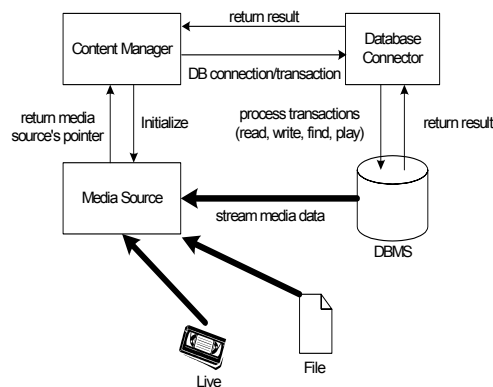 return result
Content Manager
Database
Connector
DB connection/transaction
return media
source's pointer
Initialize
process transactions
(read, write, find, play)
return result
Media Source
stream media data
DBMS
File
Live